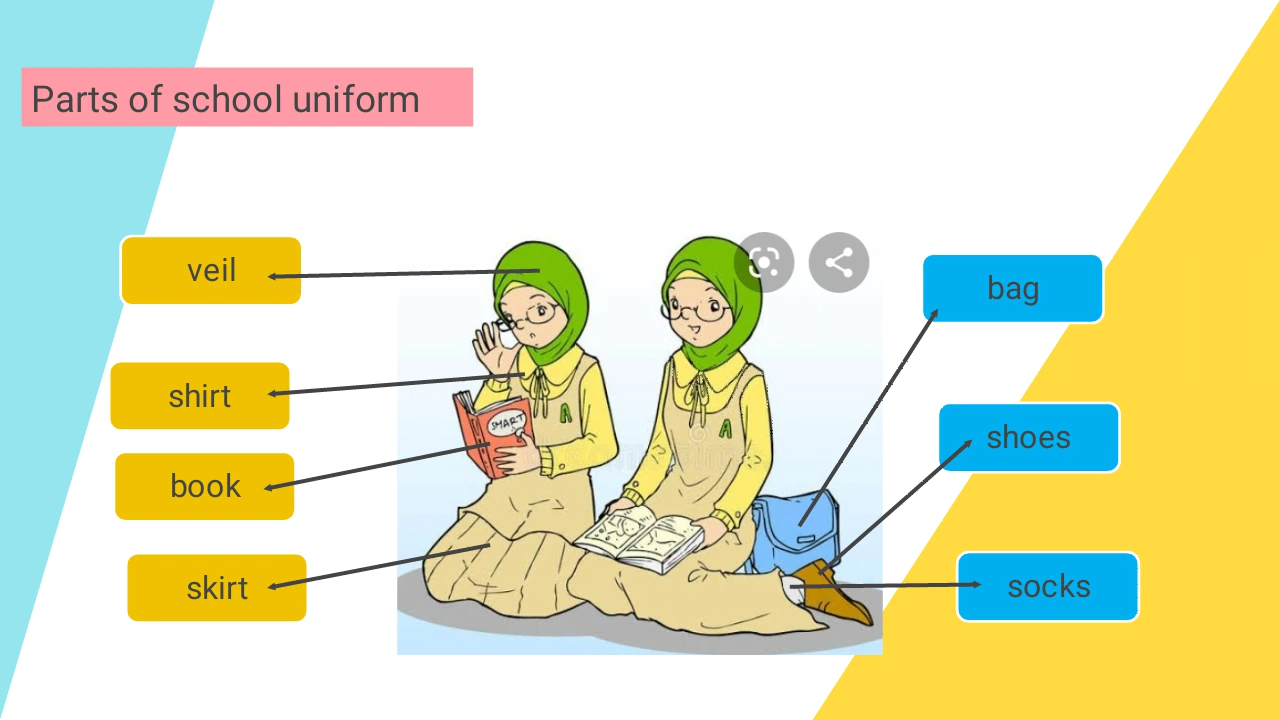 Parts of school uniform
veil
shirt
book
skirt
SMART
A
A
bag
shoes
socks